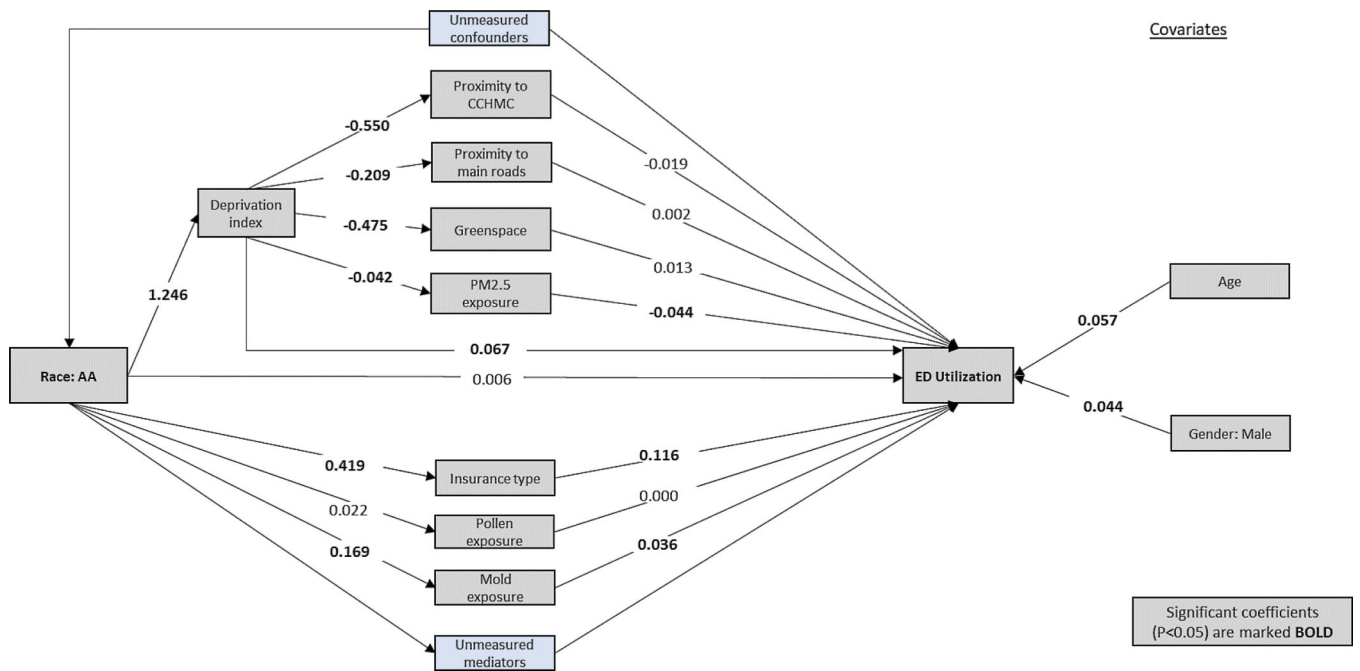 Unmeasured
confounders
Covariates
Proximity to
CCHMC
-0.550
-0.019
Proximity to
main roads
-0.209
0.002
Deprivation
index
-0.475
Greenspace
0.013
-0.042
PM2.5
exposure
-0.044
1.246
Age
0.057
0.067
Race: AA
0.006
ED Utilization
0.044
Gender: Male
0.419
Insurance type
0.116
0.022
Pollen
exposure
0.000
0.169
Mold
exposure
0.036
Unmeasured
mediators
Significant coefficients
(P<0.05) are marked BOLD